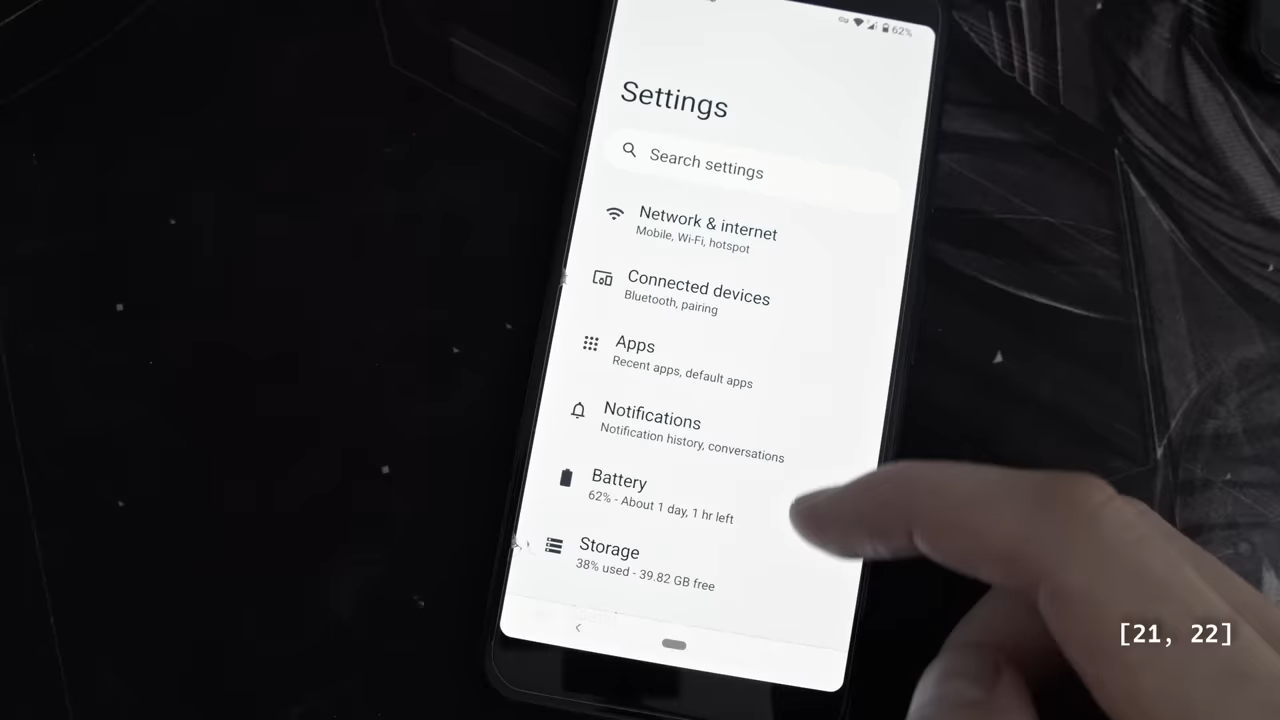 62%
Settings
Search settings
Network & internet
Mobile, Wi-Fi, hotspot
Connected devices
Bluetooth, pairing
Apps
Recent apps, default apps
Notifications
Notification history, conversations
Battery
62% - About 1 day, 1 hr left
Storage
38% used - 39.82 GB free
[21, 22]